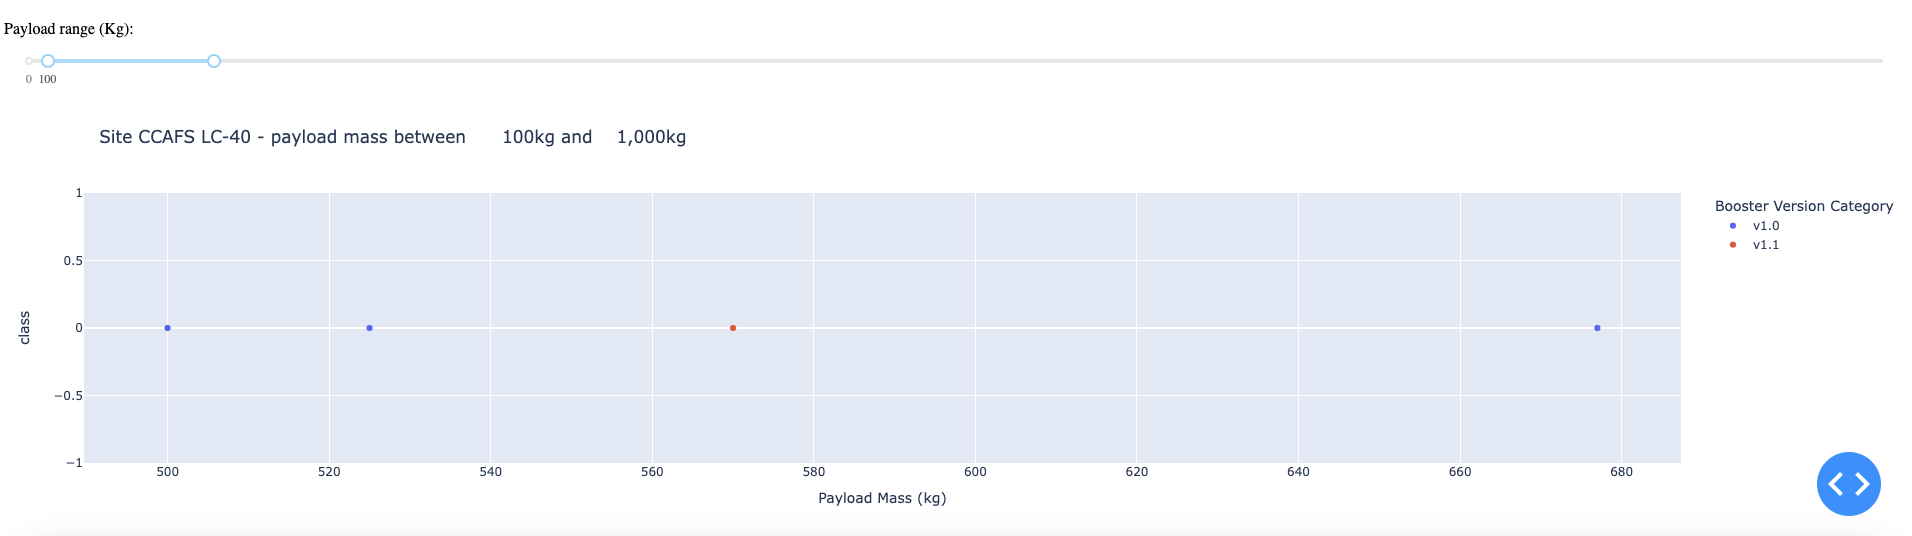 Payload range (Kg):
0 100
Site CCAFS LC-40 - payload mass between 100kg and 1,000kg
1
0.5
0
−0.5
−1
class
500 520 540 560 580 600 620 640 660 680
Payload Mass (kg)
Booster Version Category
v1.0
v1.1